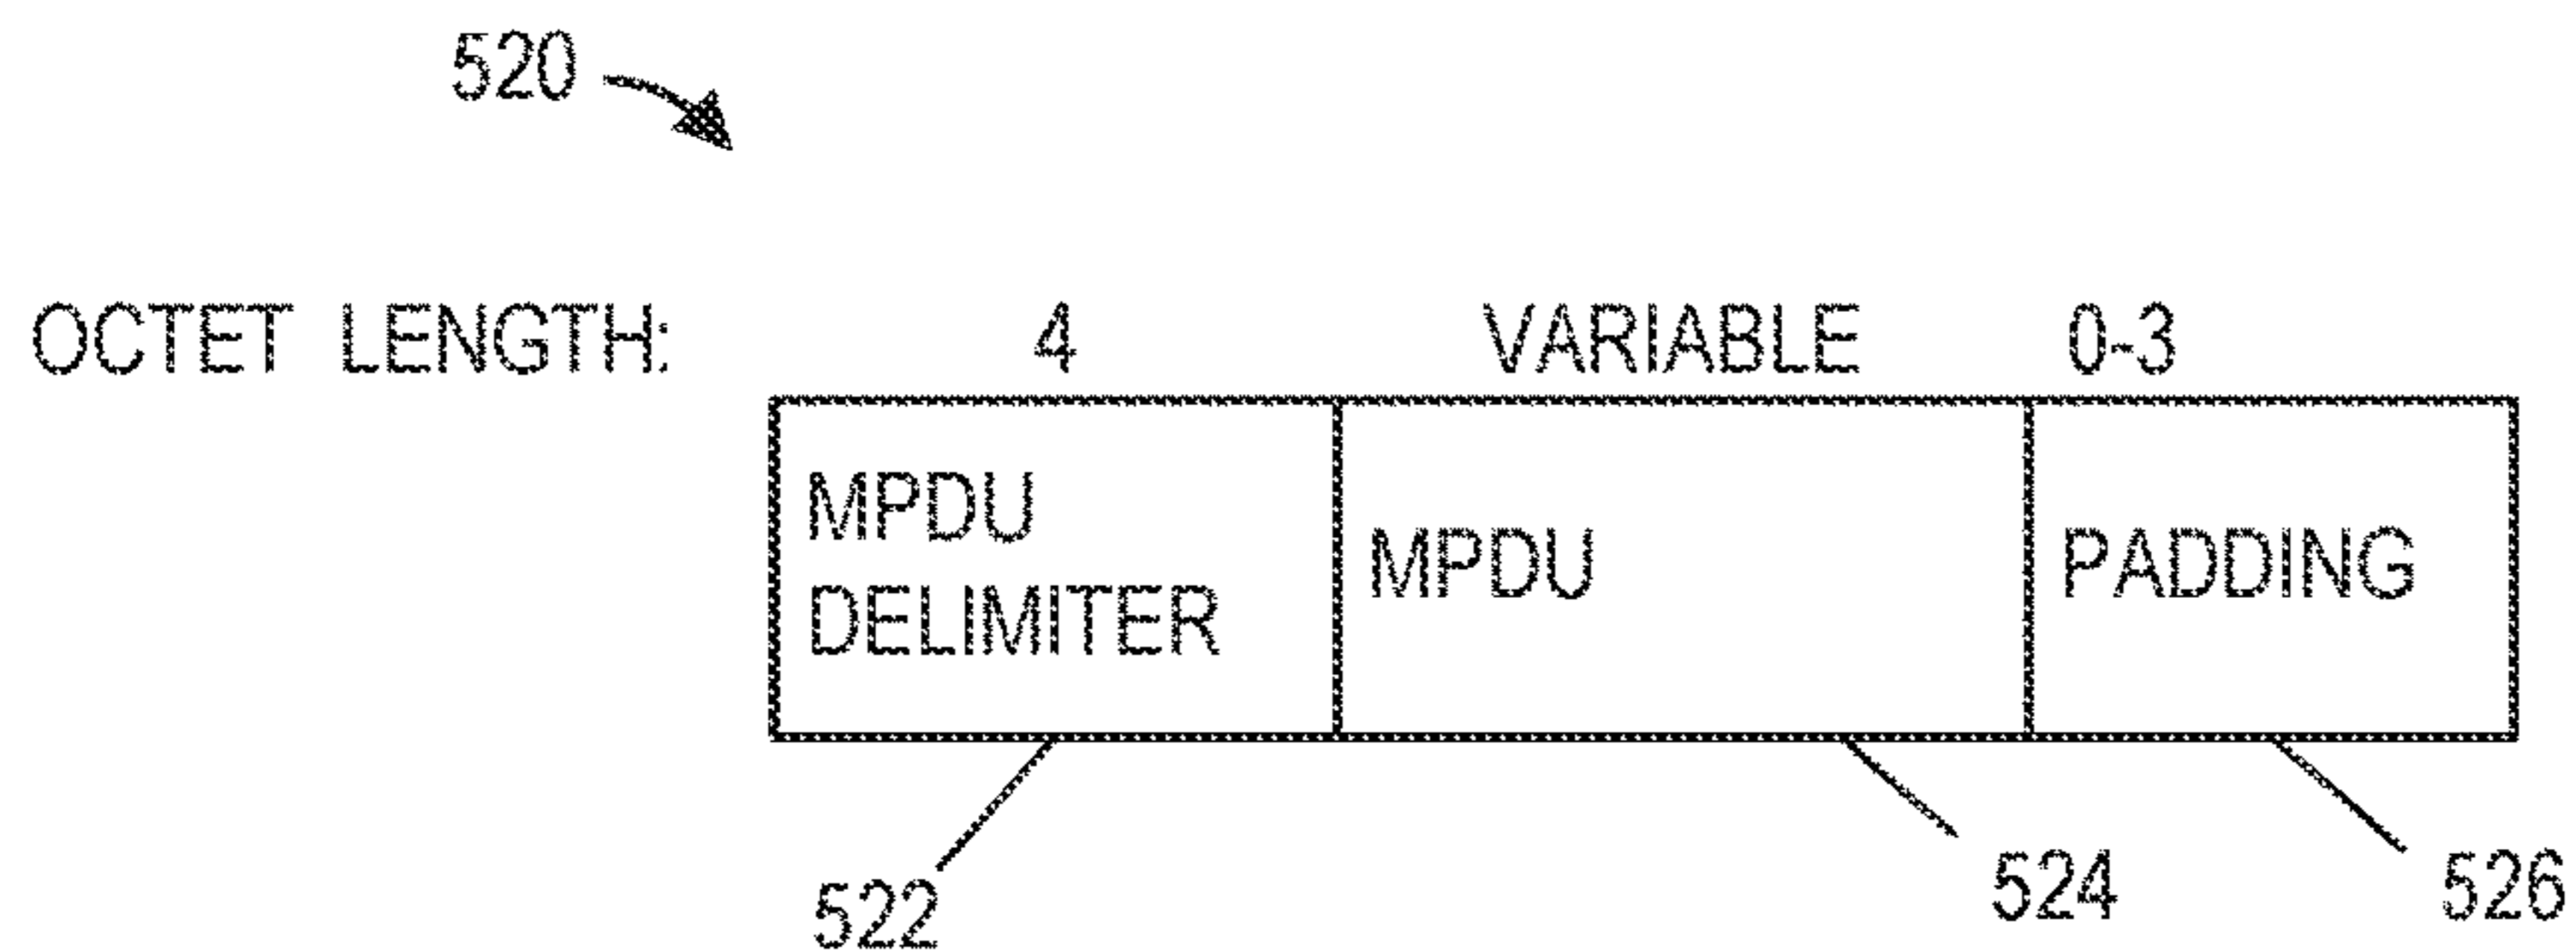 520
OCTET LENGTH: 4 VARIABLE 0-3
MPDU DELIMITER
MPDU
PADDING
522
524
526